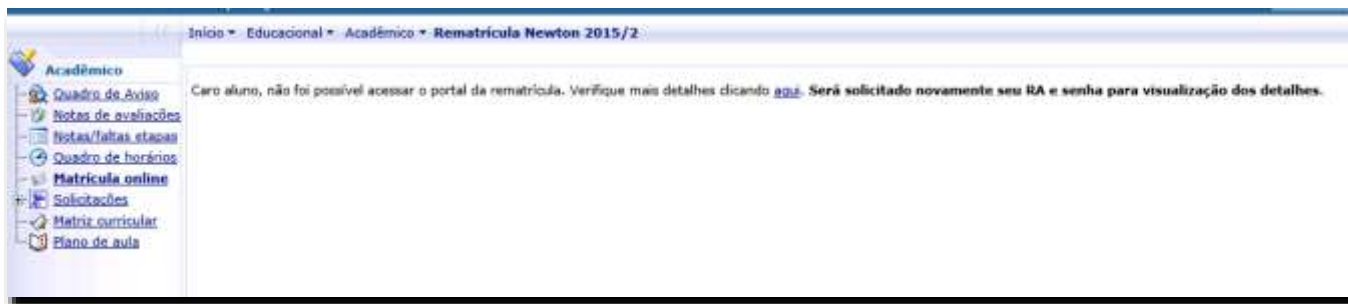 Início Educacional Acadêmico Rematrícula Newton 2015/2
Acadêmico
Quadro de Aviso
Notas de avaliações
Notas/faltas etapas
Quadro de horários
Matrícula online
Solicitações
Matriz curricular
Plano de aula
Caro aluno, não foi possível acessar o portal da rematrícula. Verifique mais detalhes clicando aqui. Será solicitado novamente seu RA e senha para visualização dos detalhes.